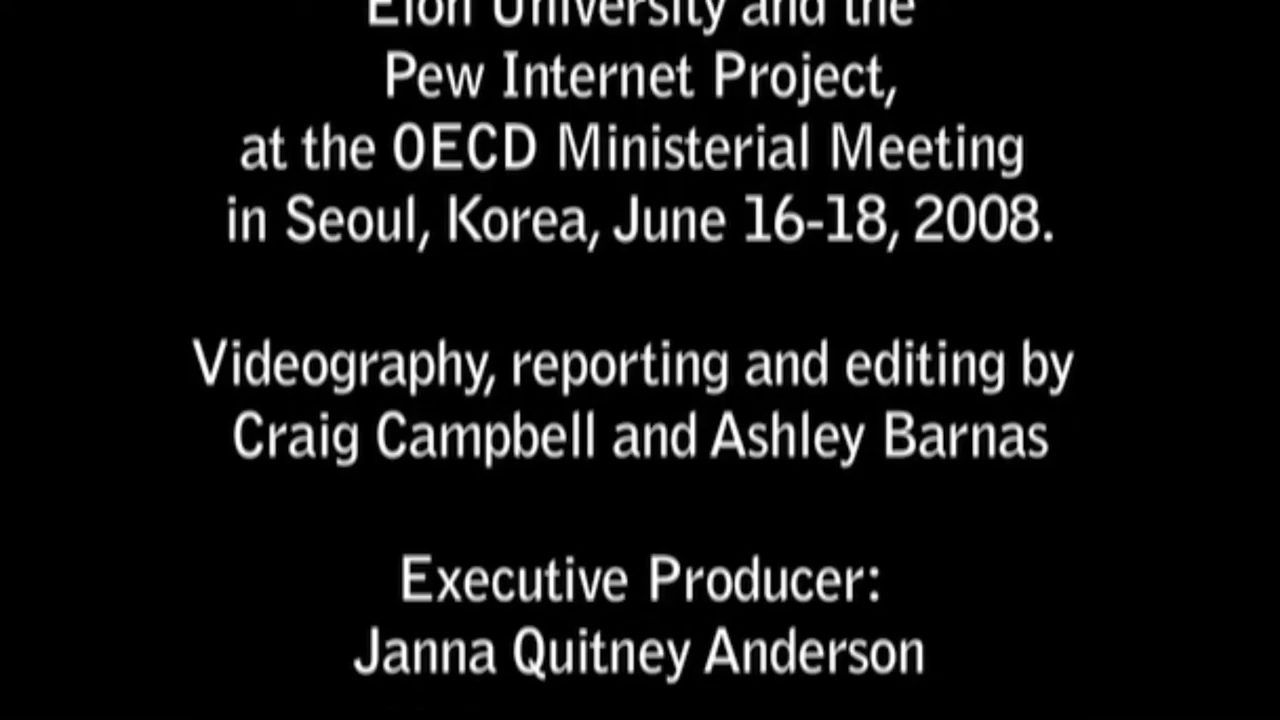 Elon University and the
Pew Internet Project,
at the OECD Ministerial Meeting
in Seoul, Korea, June 16-18, 2008.
Videography, reporting and editing by
Craig Campbell and Ashley Barnas
Executive Producer:
Janna Quitney Anderson